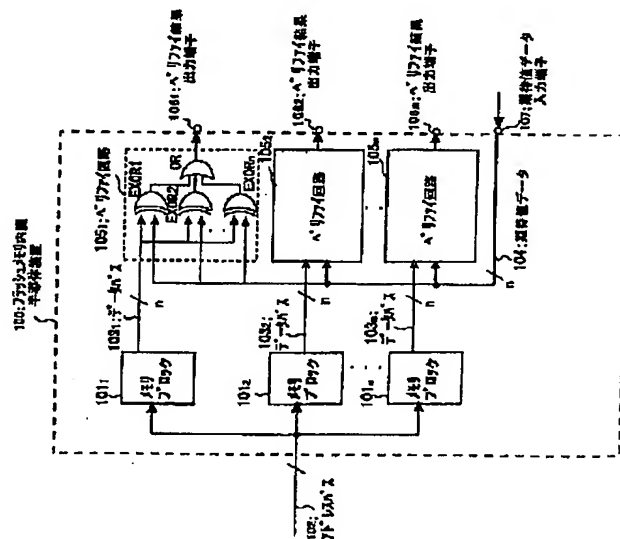 100;フラッシュメモリ内蔵
半導体装置
1051;ベリファイ回路
EXOR1
EXOR2
EXORn
OR
1061;ベリファイ結果
出力端子
1031;データバス
n
1011
メモリ
ブロック
1052
ベリファイ回路
1062;ベリファイ結果
出力端子
1032;
データバス
n
1012
メモリ
ブロック
105m
ベリファイ回路
106m;ベリファイ結果
出力端子
103m;
データバス
n
101m
メモリ
ブロック
102;
アドレスバス
104;期待値データ
n
107;期待値データ
入力端子